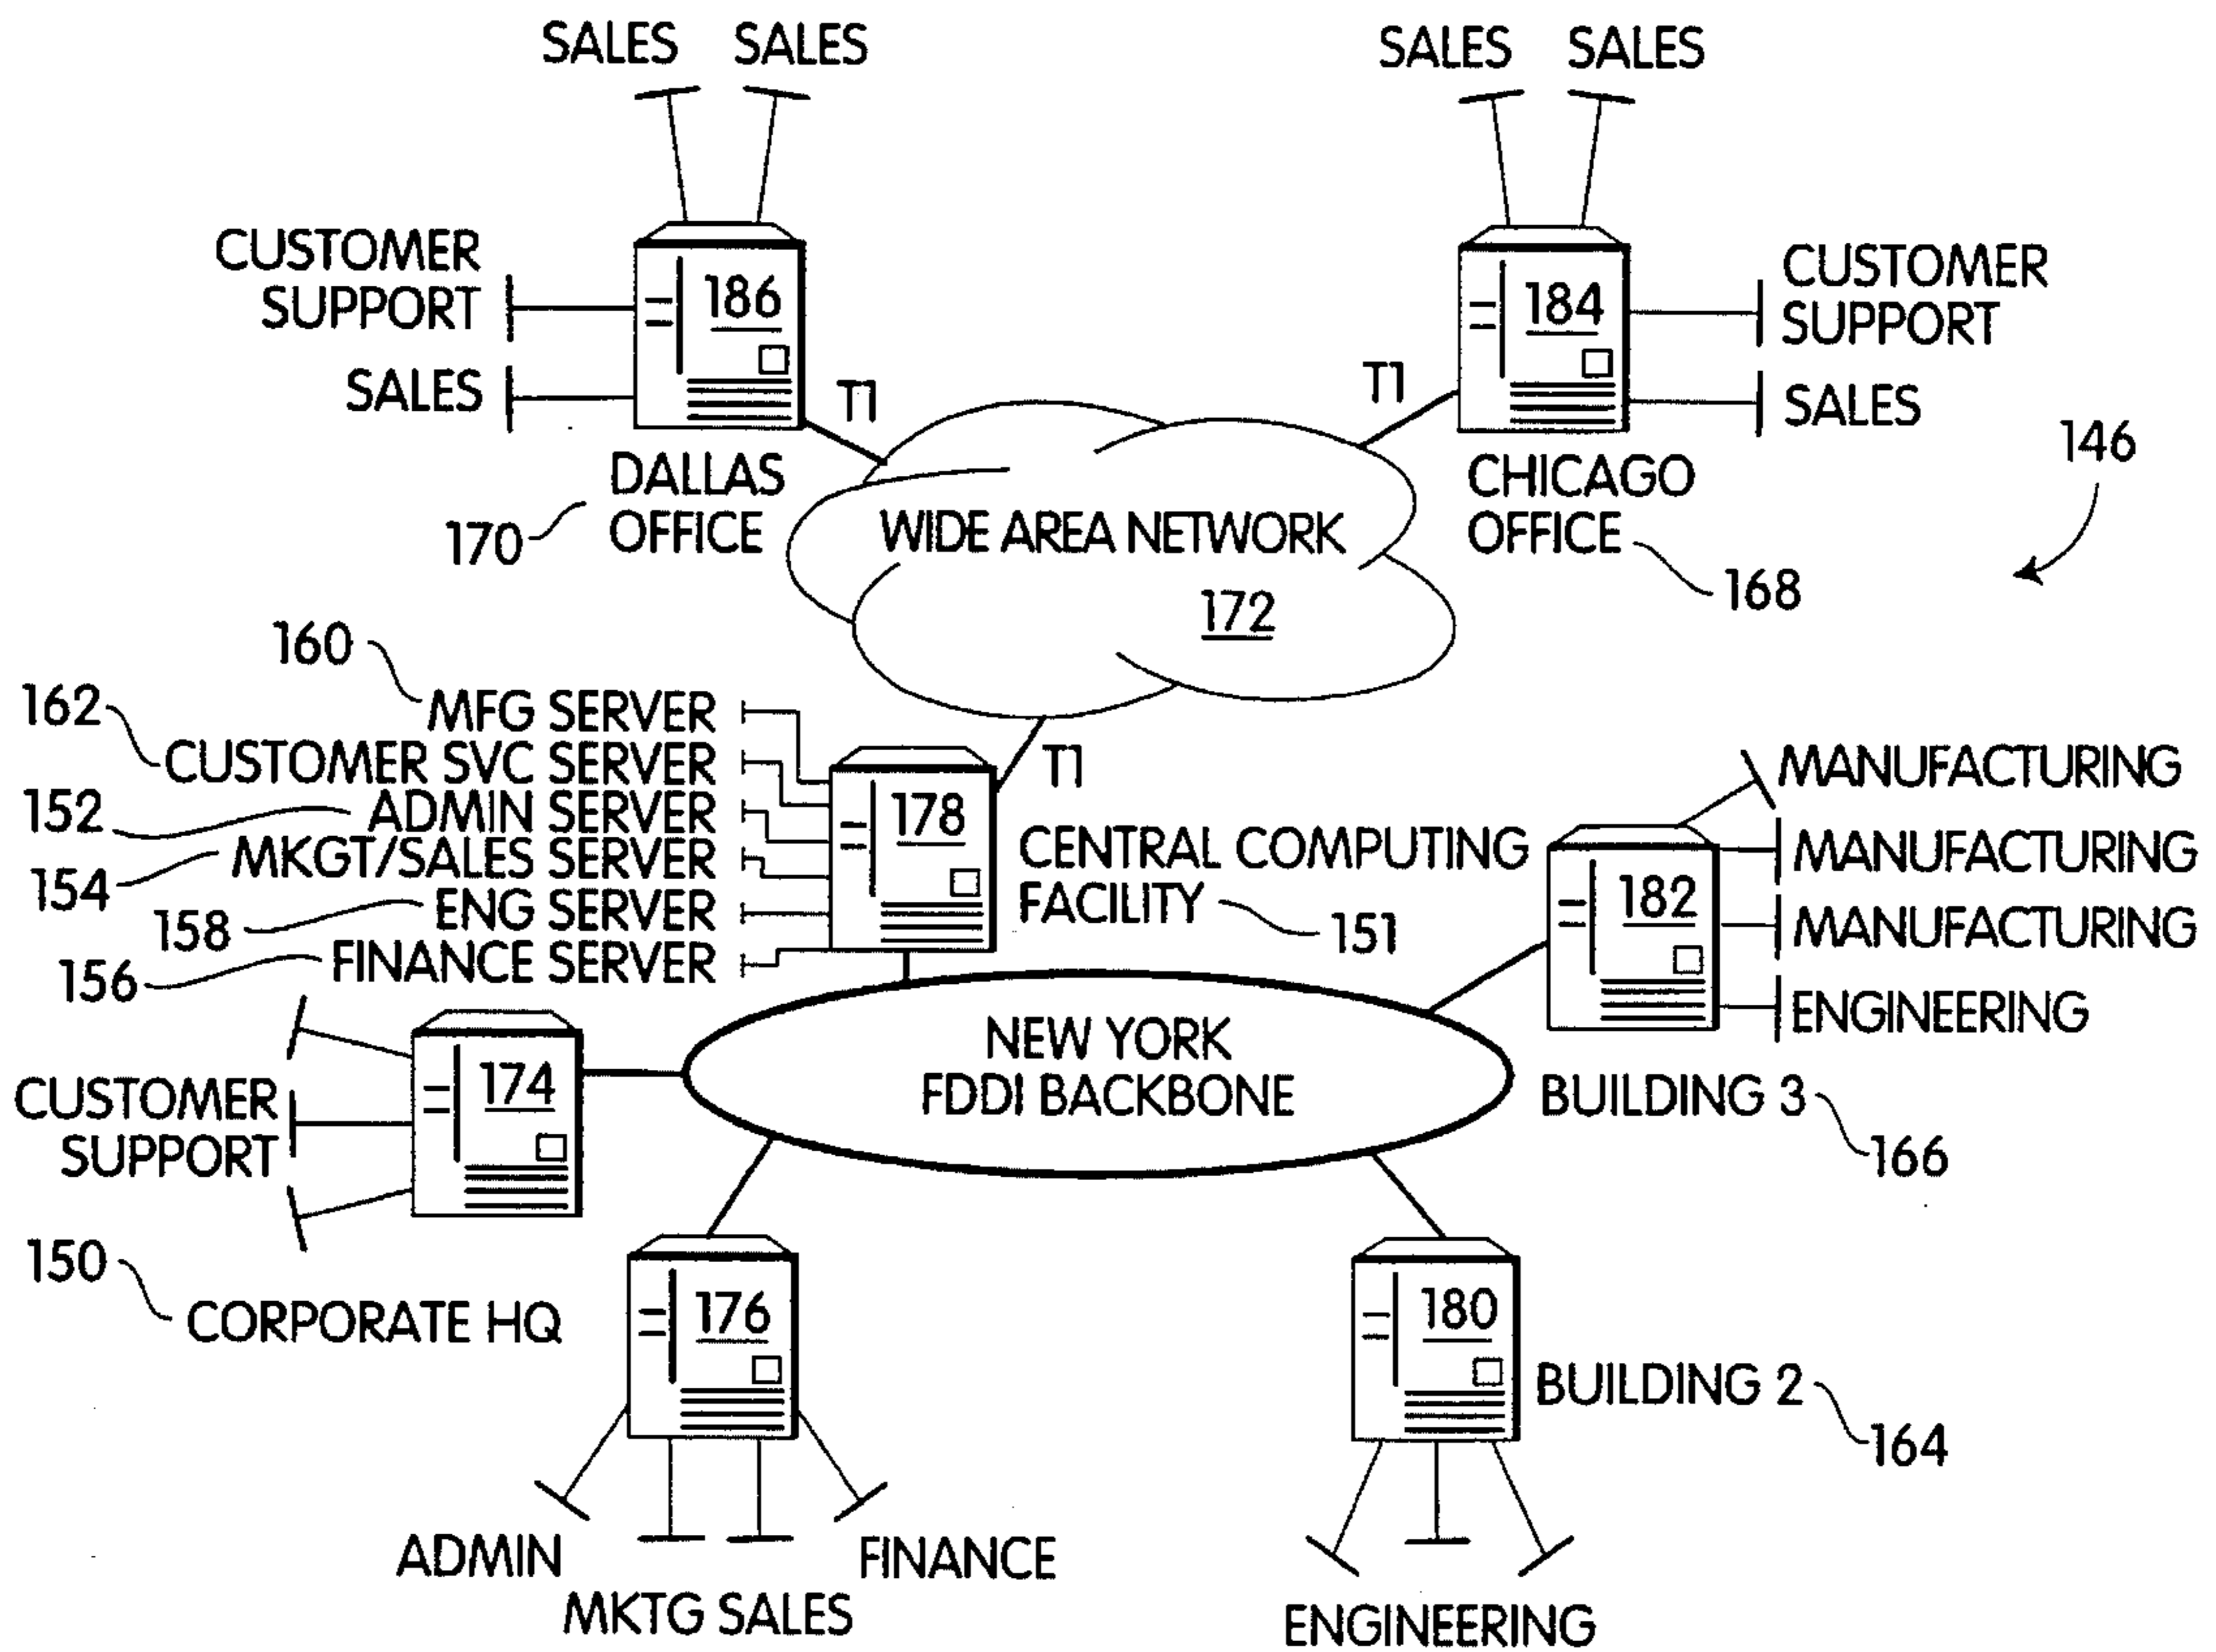 SALES SALES
SALES SALES
CUSTOMER
SUPPORT
SALES
186
T1
DALLAS
OFFICE
170
184
T1
CUSTOMER
SUPPORT
SALES
CHICAGO
OFFICE
168
146
WIDE AREA NETWORK
172
160
MFG SERVER
162
CUSTOMER SVC SERVER
152
ADMIN SERVER
154
MKGT/SALES SERVER
158
ENG SERVER
156
FINANCE SERVER
178
T1
CENTRAL COMPUTING
FACILITY
151
MANUFACTURING
MANUFACTURING
MANUFACTURING
ENGINEERING
182
BUILDING 3
166
NEW YORK
FDDI BACKBONE
174
CUSTOMER
SUPPORT
150
CORPORATE HQ
176
ADMIN
MKTG SALES
FINANCE
180
BUILDING 2
164
ENGINEERING